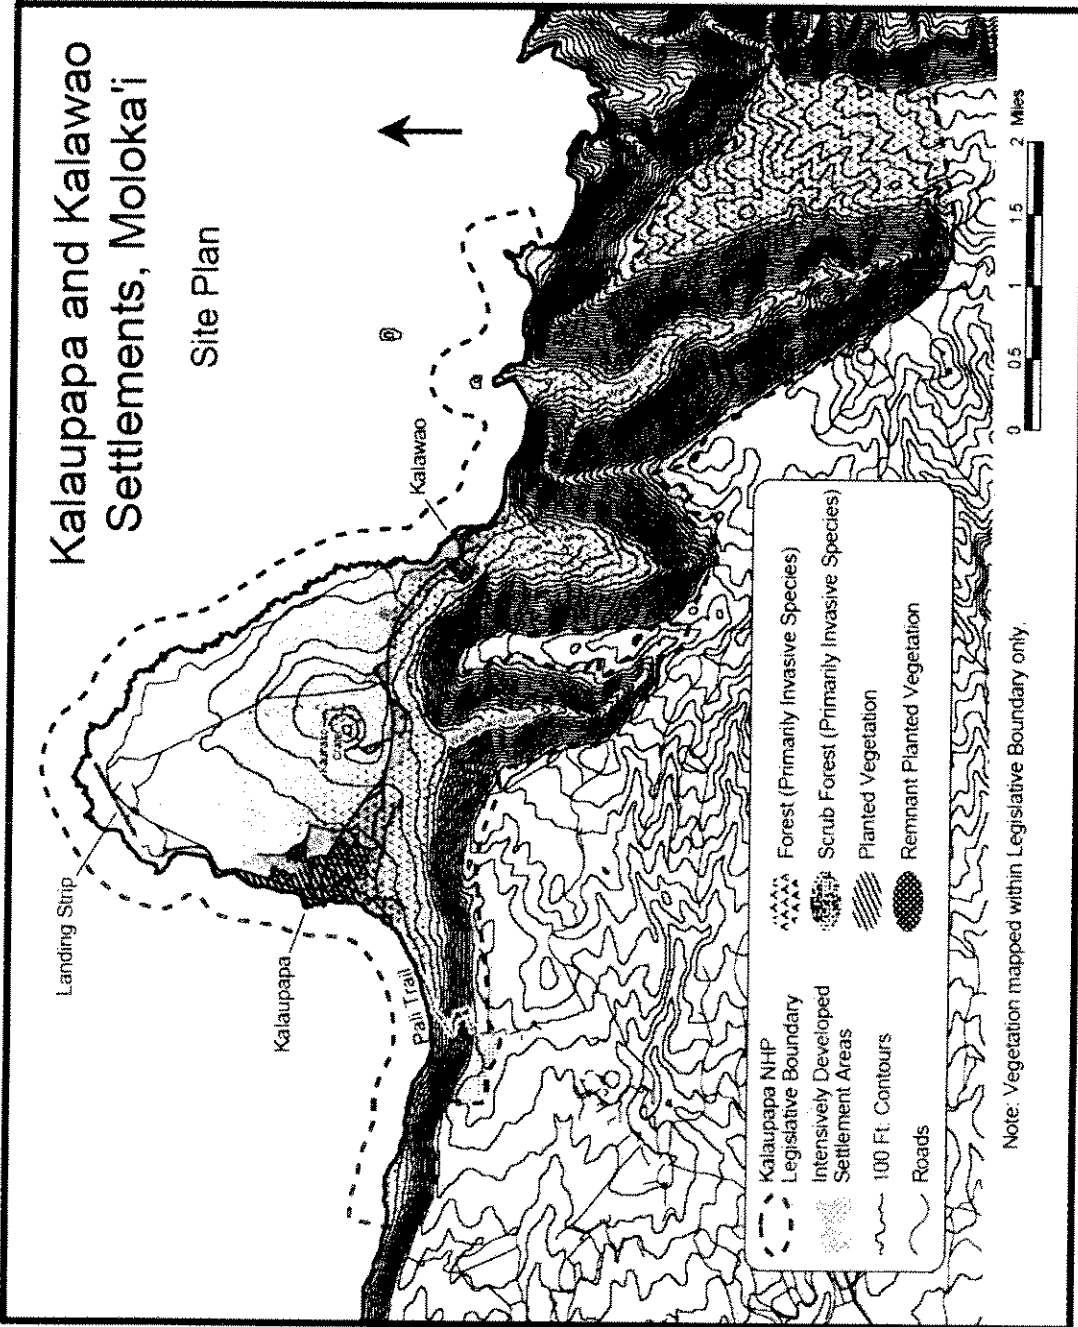 Kalaupapa and Kalawao
Settlements, Moloka'i
Site Plan
Landing Strip
Kalaupapa
Pali Trail
Kalawao
Kalaupapa NHP
Legislative Boundary
Intensively Developed
Settlement Areas
100 Ft. Contours
Roads
Forest (Primarily Invasive Species)
Scrub Forest (Primarily Invasive Species)
Planted Vegetation
Remnant Planted Vegetation
0 0.5 1 1.5 2 Miles
Note: Vegetation mapped within Legislative Boundary only.